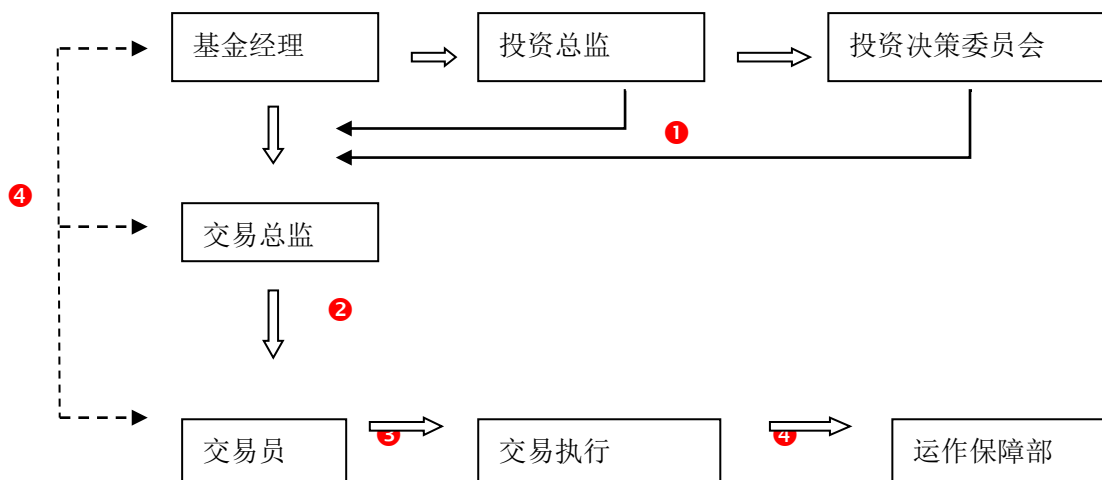 基金经理
投资总监
投资决策委员会
❶
❹
交易总监
❷
交易员
❸
交易执行
❹
运作保障部